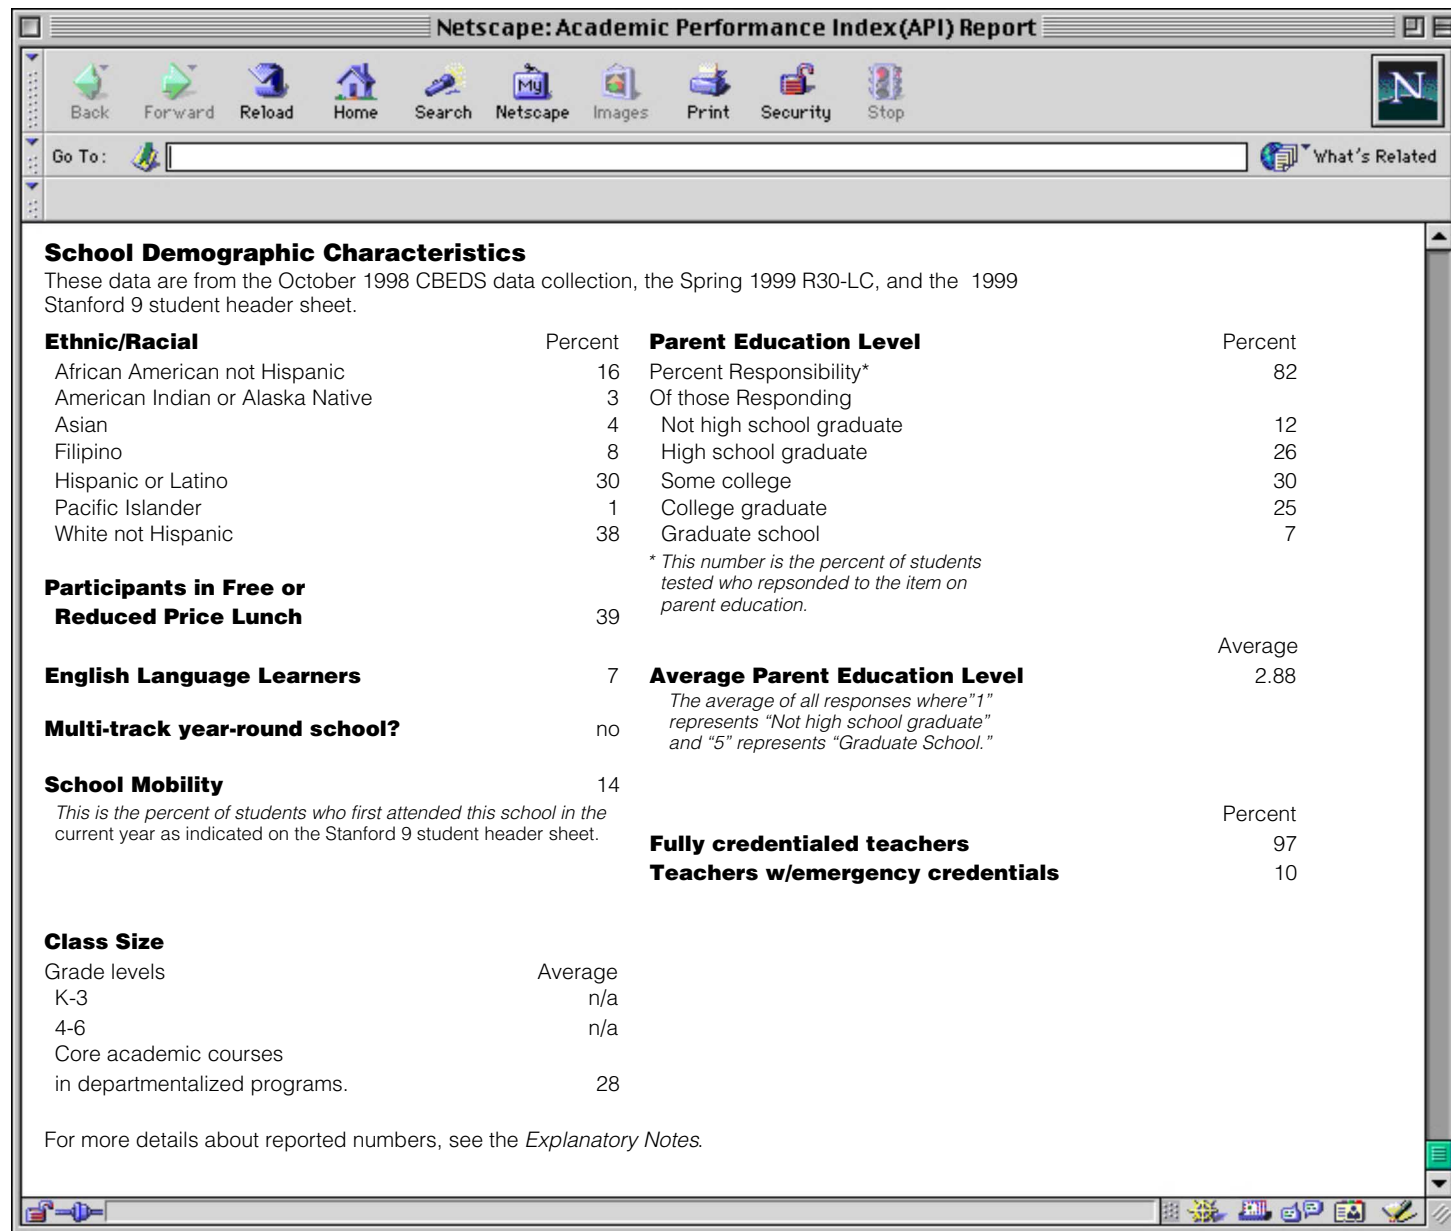 Netscape: Academic Performance Index(API) Report
Back Forward Reload Home Search Netscape Images Print Security Stop
My
N
Go To: What's Related
School Demographic Characteristics
These data are from the October 1998 CBEDS data collection, the Spring 1999 R30-LC, and the 1999
Stanford 9 student header sheet.
Ethnic/Racial Percent
African American not Hispanic 16
American Indian or Alaska Native 3
Asian 4
Filipino 8
Hispanic or Latino 30
Pacific Islander 1
White not Hispanic 38
Participants in Free or
Reduced Price Lunch 39
English Language Learners 7
Multi-track year-round school? no
School Mobility 14
This is the percent of students who first attended this school in the
current year as indicated on the Stanford 9 student header sheet.
Parent Education Level Percent
Percent Responsibility* 82
Of those Responding
Not high school graduate 12
High school graduate 26
Some college 30
College graduate 25
Graduate school 7
* This number is the percent of students
tested who repsonded to the item on
parent education.
Average
Average Parent Education Level 2.88
The average of all responses where"1"
represents “Not high school graduate”
and “5” represents “Graduate School.”
Percent
Fully credentialed teachers 97
Teachers w/emergency credentials 10
Class Size
Grade levels Average
K-3 n/a
4-6 n/a
Core academic courses
in departmentalized programs. 28
For more details about reported numbers, see the Explanatory Notes.